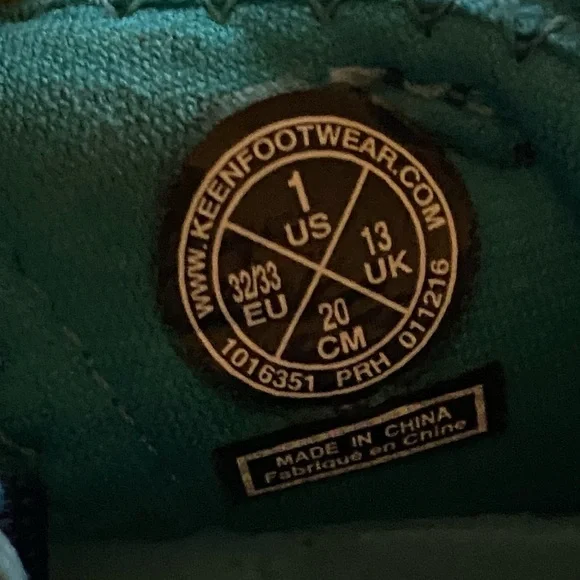 WWW.KEENFOOTWEAR.COM
1
US
13
UK
32/33
EU
20
CM
1016351 PRH 011216
MADE IN CHINA
Fabriqué en Chine